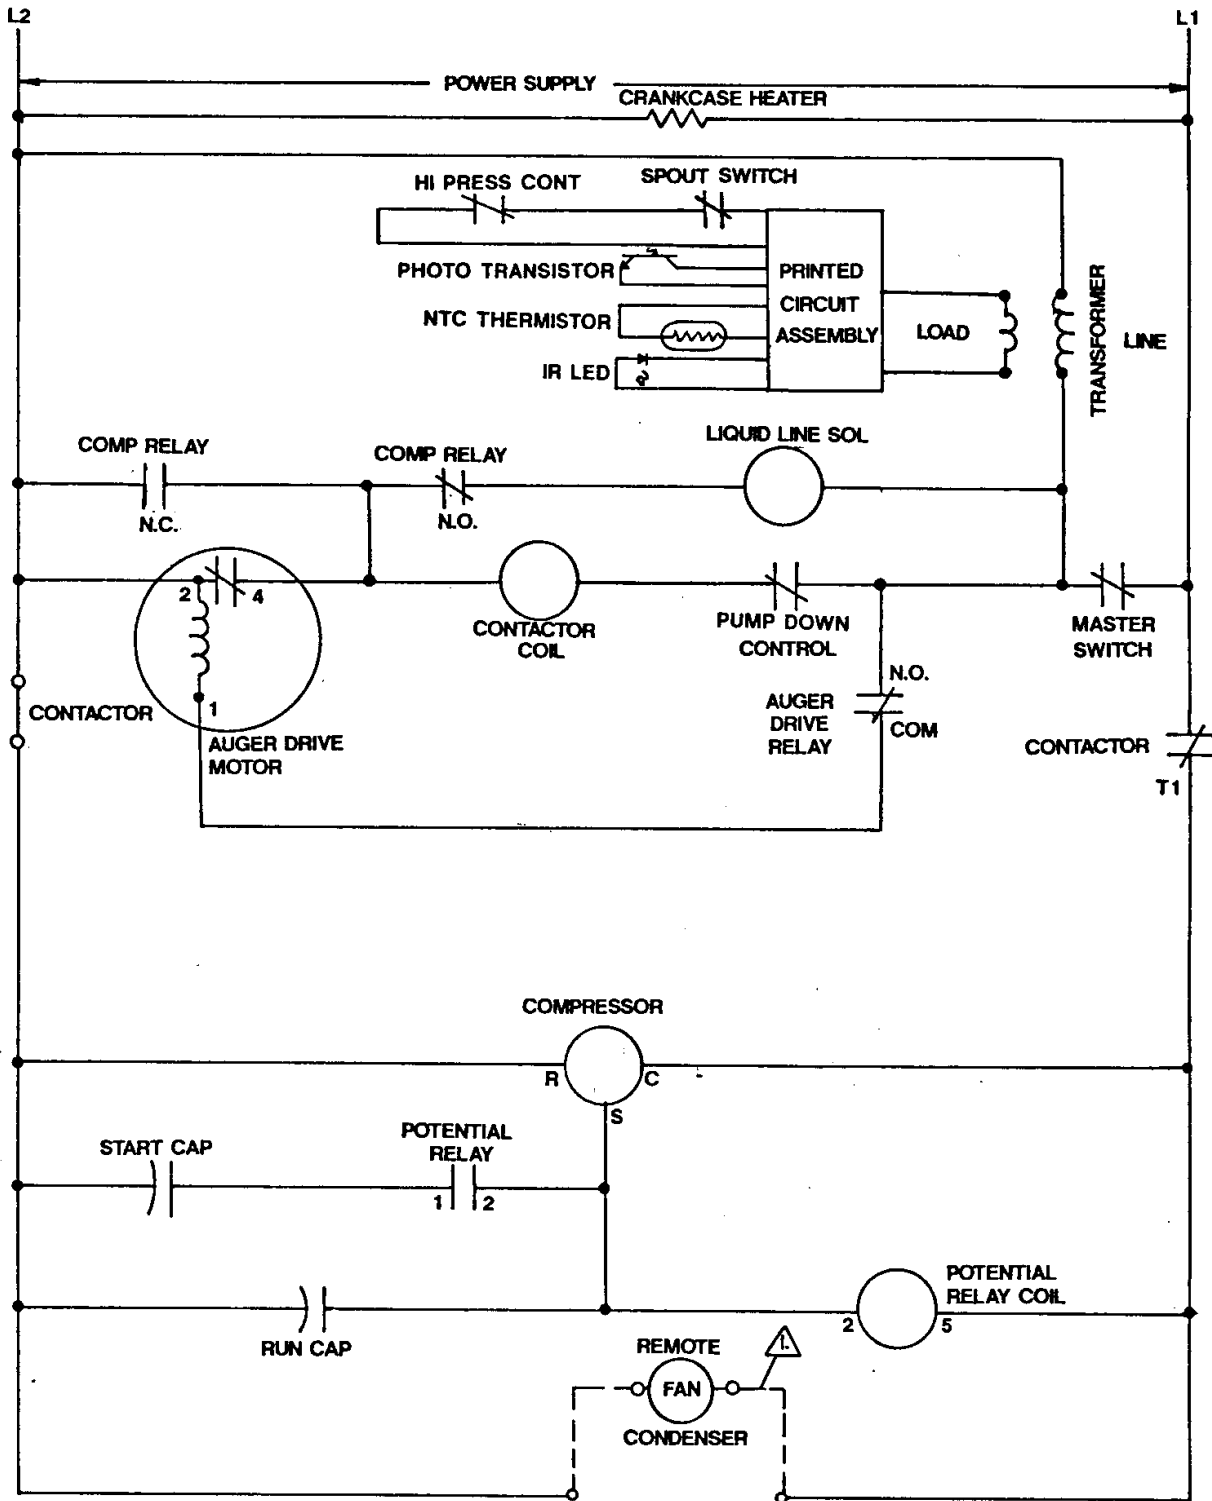 L2
L1
POWER SUPPLY
CRANKCASE HEATER
HI PRESS CONT
SPOUT SWITCH
PHOTO TRANSISTOR
PRINTED
CIRCUIT
ASSEMBLY
NTC THERMISTOR
IR LED
LOAD
TRANSFORMER
LINE
COMP RELAY
N.C.
COMP RELAY
N.O.
LIQUID LINE SOL
2
4
1
CONTACTOR
COIL
PUMP DOWN
CONTROL
MASTER
SWITCH
CONTACTOR
AUGER DRIVE
MOTOR
N.O.
AUGER
DRIVE
RELAY
COM
CONTACTOR
T1
COMPRESSOR
R
C
S
START CAP
POTENTIAL
RELAY
1
2
RUN CAP
POTENTIAL
RELAY COIL
2
5
REMOTE
1.
FAN
CONDENSER